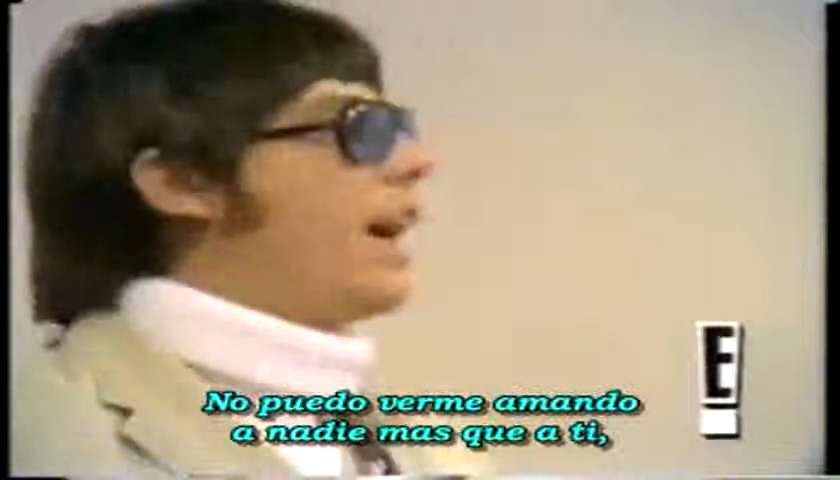 E!
No puedo verme amando
a nadie mas que a ti,